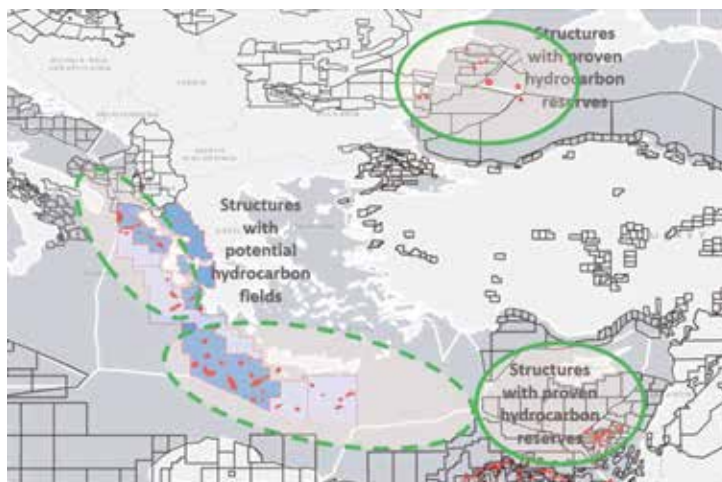 Structures
with proven
hydrocarbon
reserves
Structures
with
potential
hydrocarbon
fields
Structures
with proven
hydrocarbon
reserves